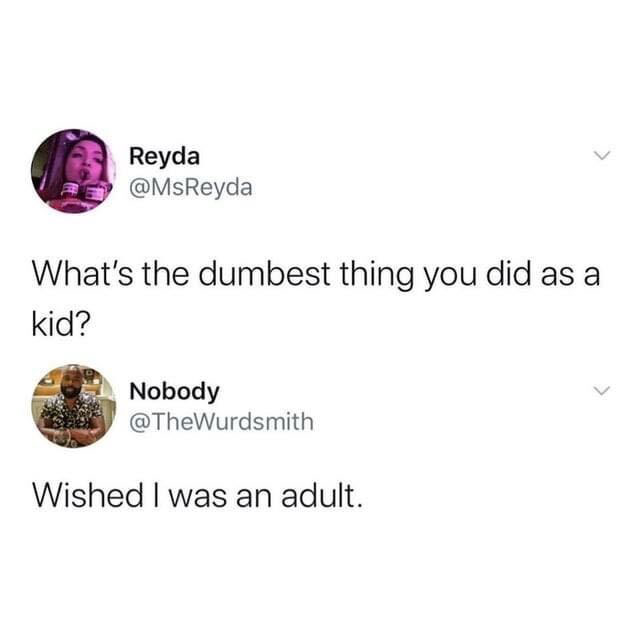 Reyda
@MsReyda
What's the dumbest thing you did as a
kid?
Nobody
@TheWurdsmith
Wished I was an adult.